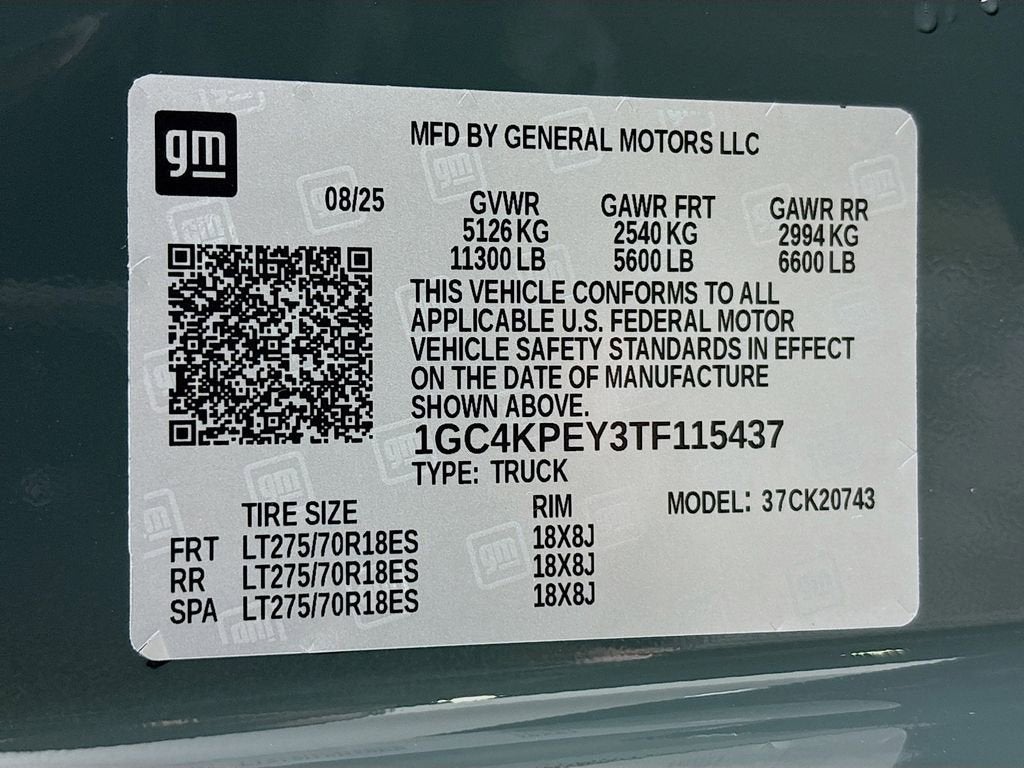 gm
MFD BY GENERAL MOTORS LLC
08/25 GVWR GAWR FRT GAWR RR
5126 KG 2540 KG 2994 KG
11300 LB 5600 LB 6600 LB
THIS VEHICLE CONFORMS TO ALL
APPLICABLE U.S. FEDERAL MOTOR
VEHICLE SAFETY STANDARDS IN EFFECT
ON THE DATE OF MANUFACTURE
SHOWN ABOVE.
1GC4KPEY3TF115437
TYPE: TRUCK
TIRE SIZE RIM MODEL: 37CK20743
FRT LT275/70R18ES 18X8J
RR LT275/70R18ES 18X8J
SPA LT275/70R18ES 18X8J